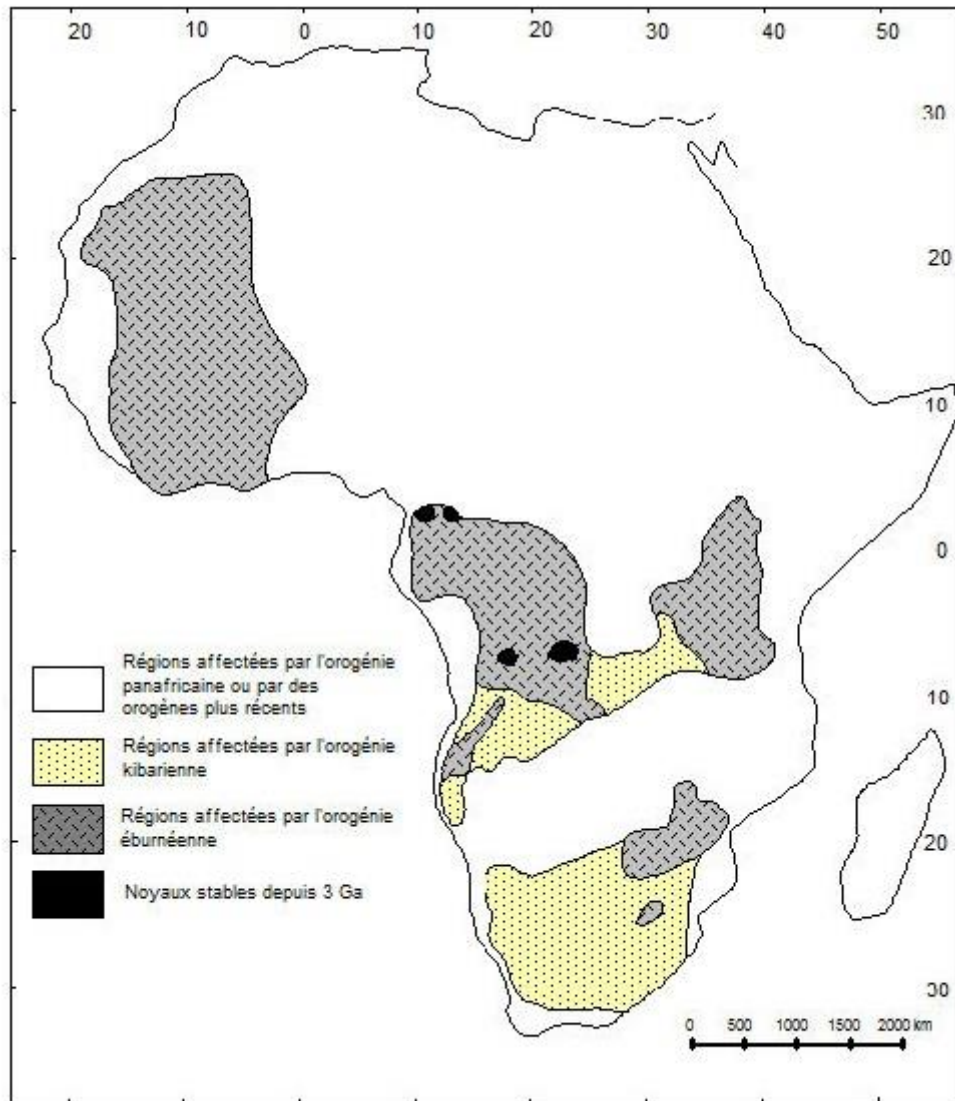 20 10 0 10 20 30 40 50
30
20
10
0
10
20
30
Régions affectées par l'orogénie
panafricaine ou par des
orogènes plus récents
Régions affectées par l'orogénie
kibarienne
Régions affectées par l'orogénie
éburnéenne
Noyaux stables depuis 3 Ga
0 500 1000 1500 2000 km